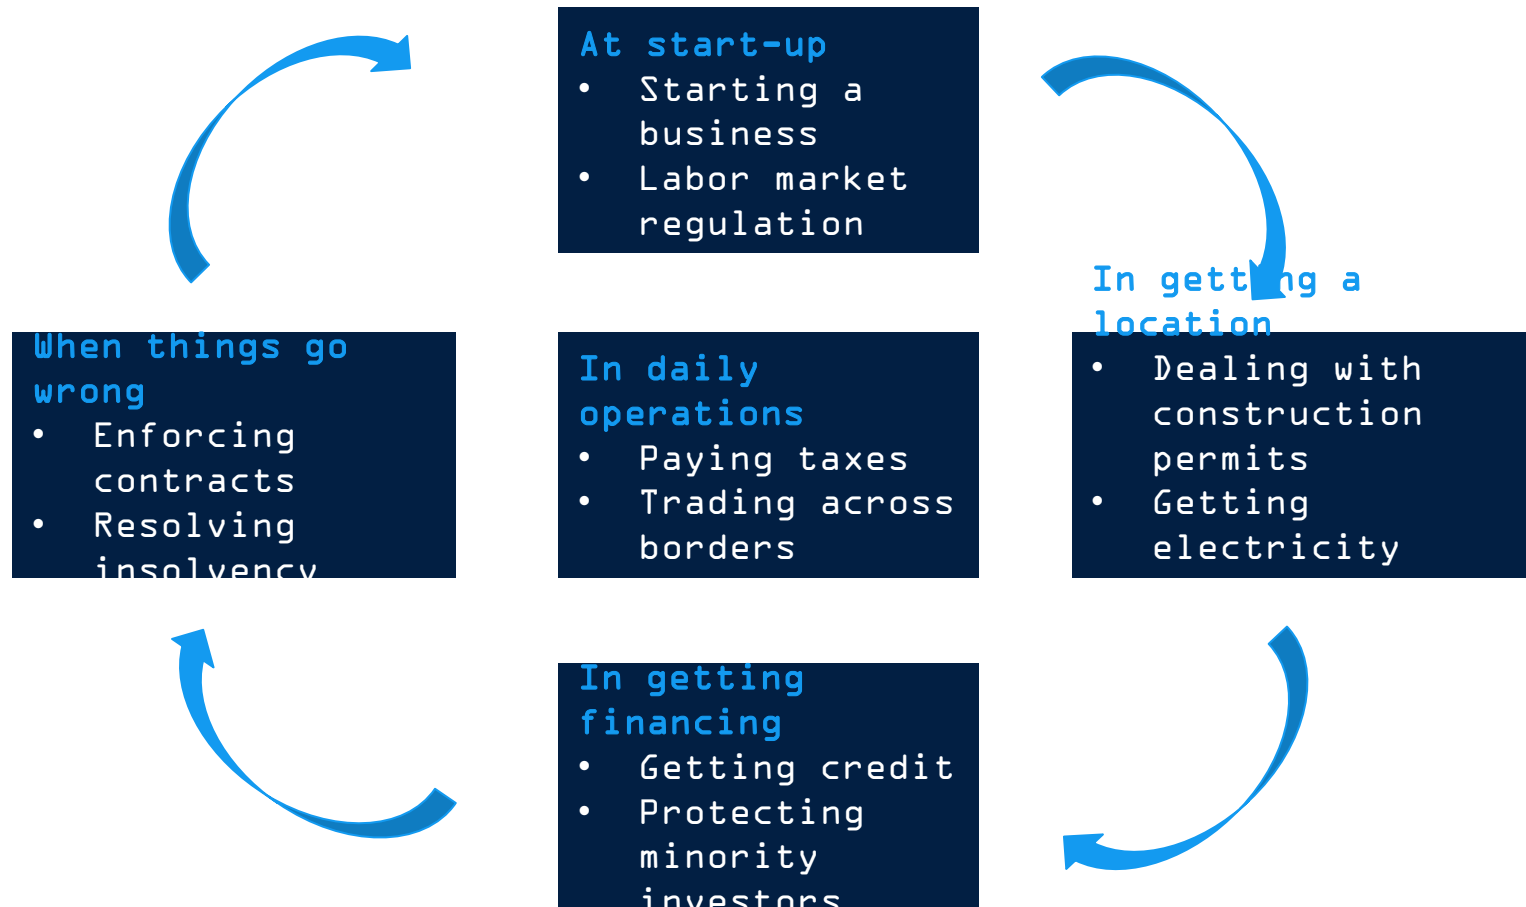 At start-up
• Starting a
business
• Labor market
regulation
In getting a
location
• Dealing with
construction
permits
• Getting
electricity
When things go
wrong
• Enforcing
contracts
• Resolving
insolvency
In daily
operations
• Paying taxes
• Trading across
borders
In getting
financing
• Getting credit
• Protecting
minority
investors